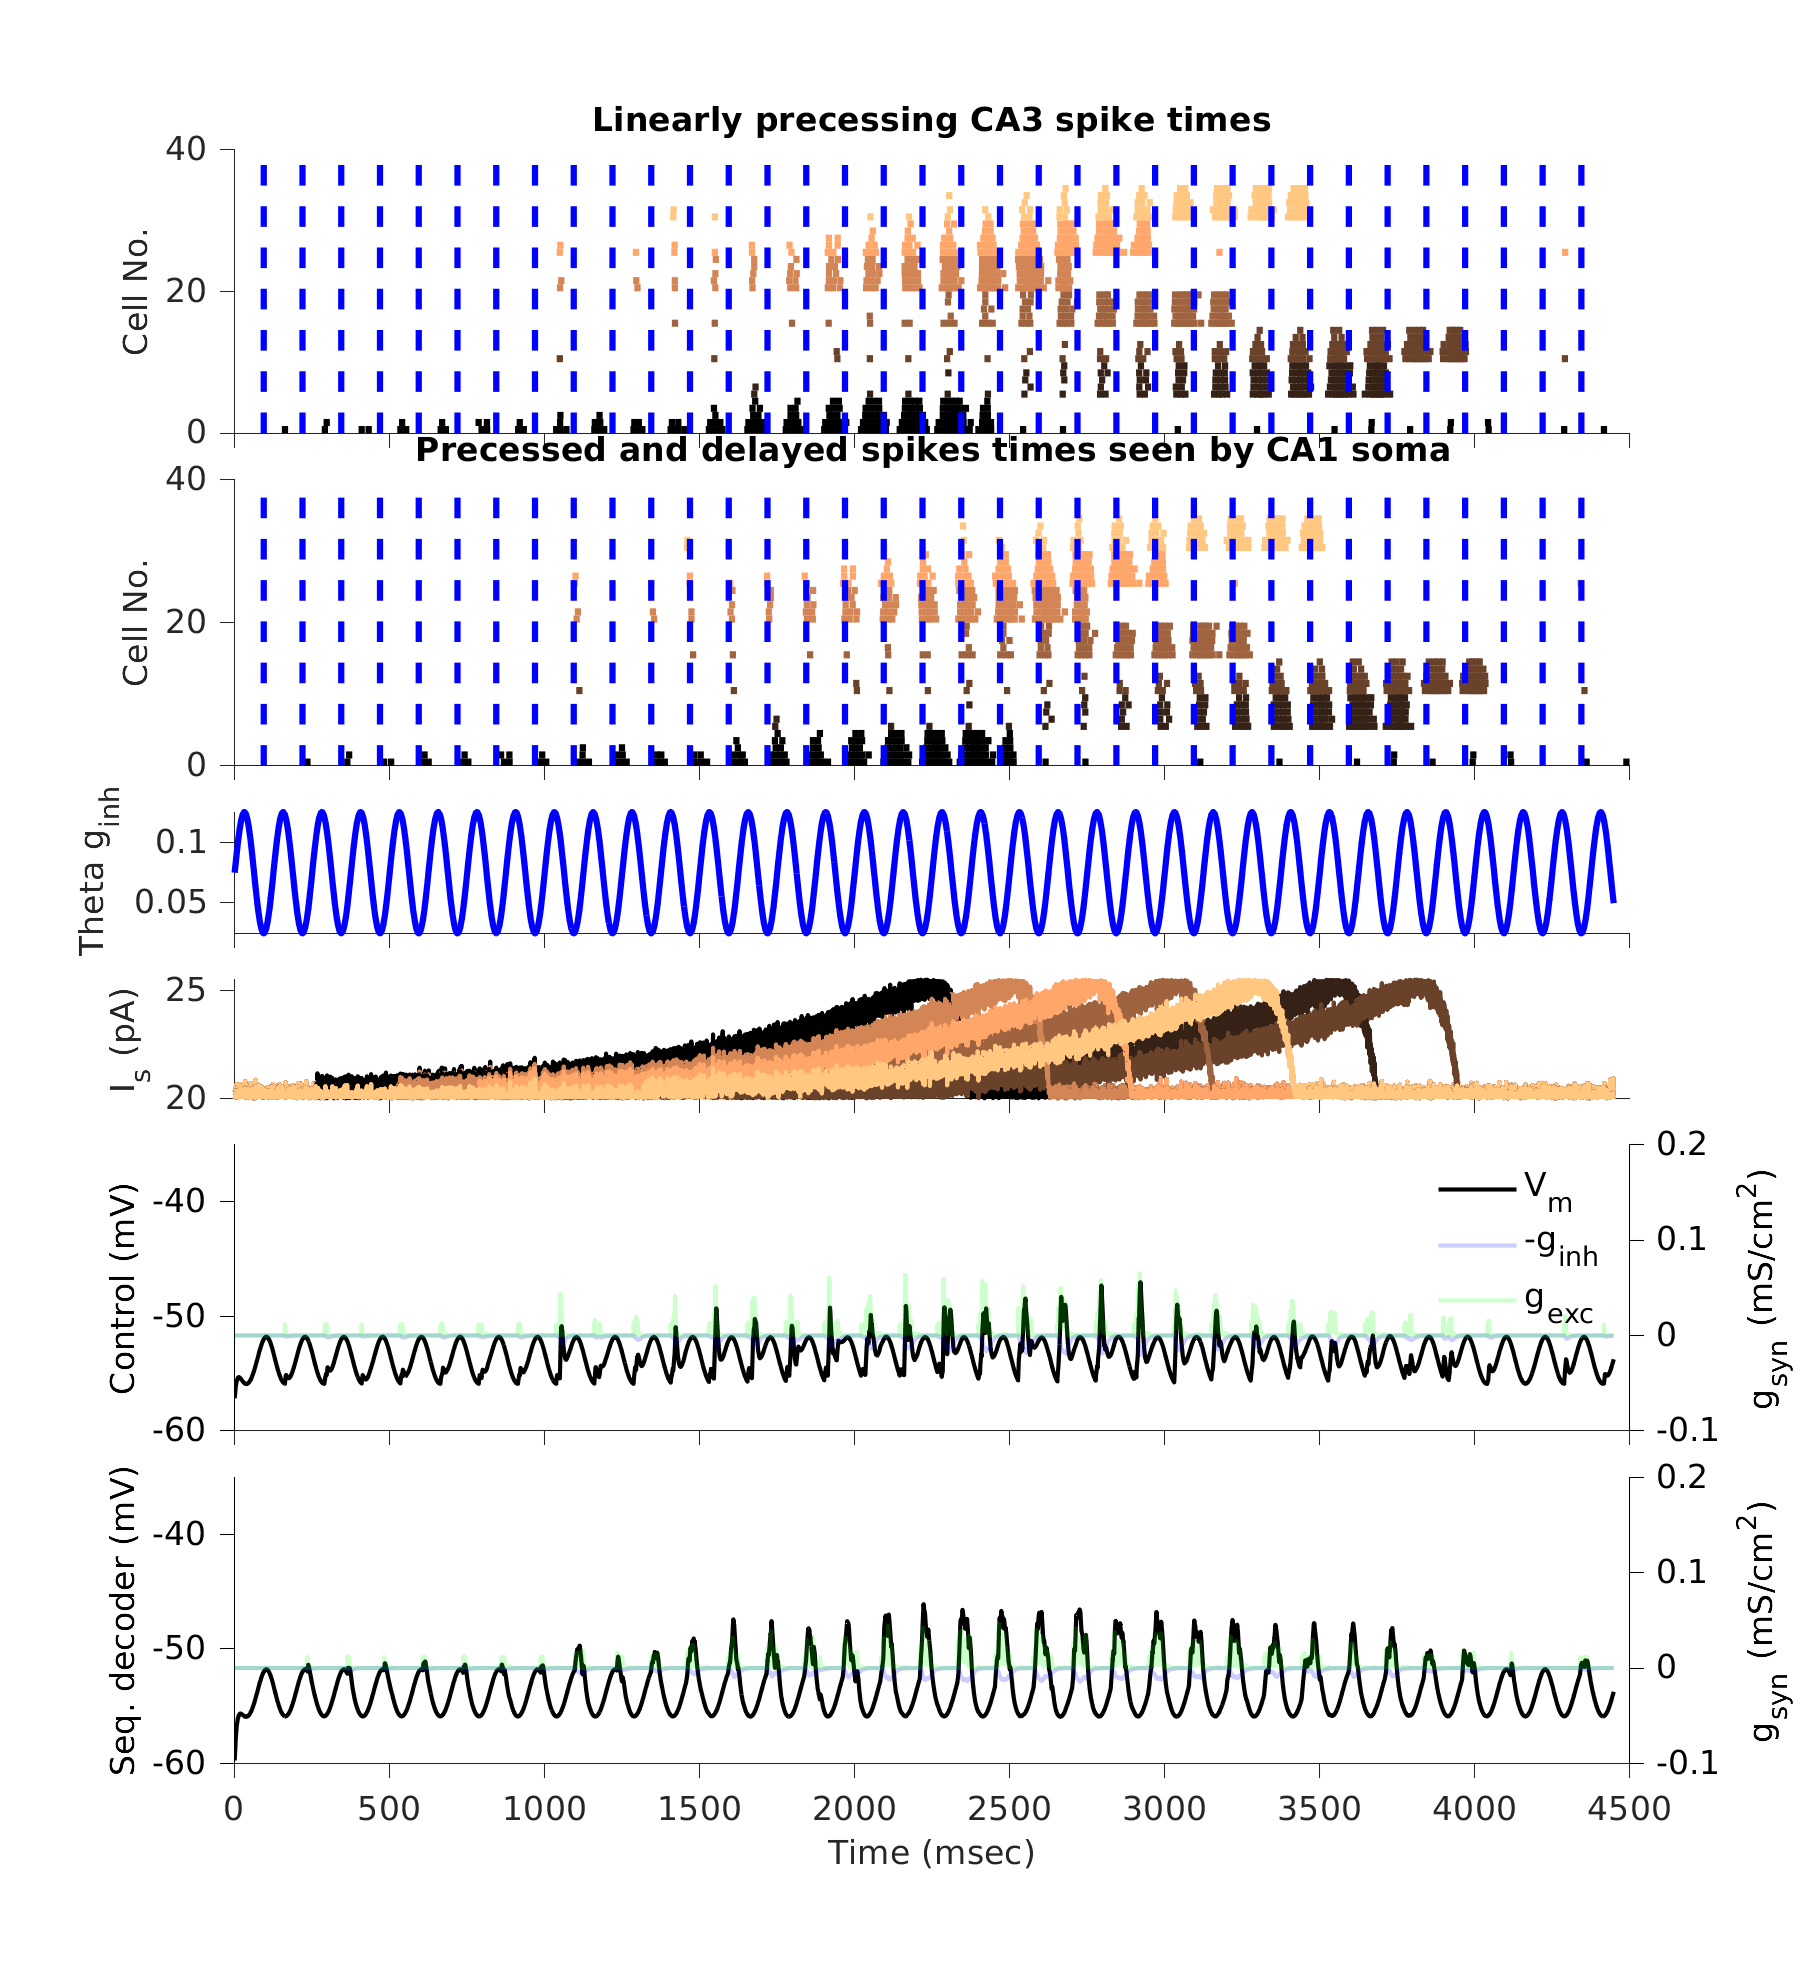 Linearly precessing CA3 spike times
40
20
0
Cell No.
Precessed and delayed spikes times seen by CA1 soma
40
20
0
Cell No.
0.1
0.05
Theta g_inh
25
20
I_s (pA)
-40
-50
-60
Control (mV)
V_m
-g_inh
g_exc
0.2
0.1
0
-0.1
g_syn (mS/cm²)
-40
-50
-60
Seq. decoder (mV)
0.2
0.1
0
-0.1
g_syn (mS/cm²)
0 500 1000 1500 2000 2500 3000 3500 4000 4500
Time (msec)